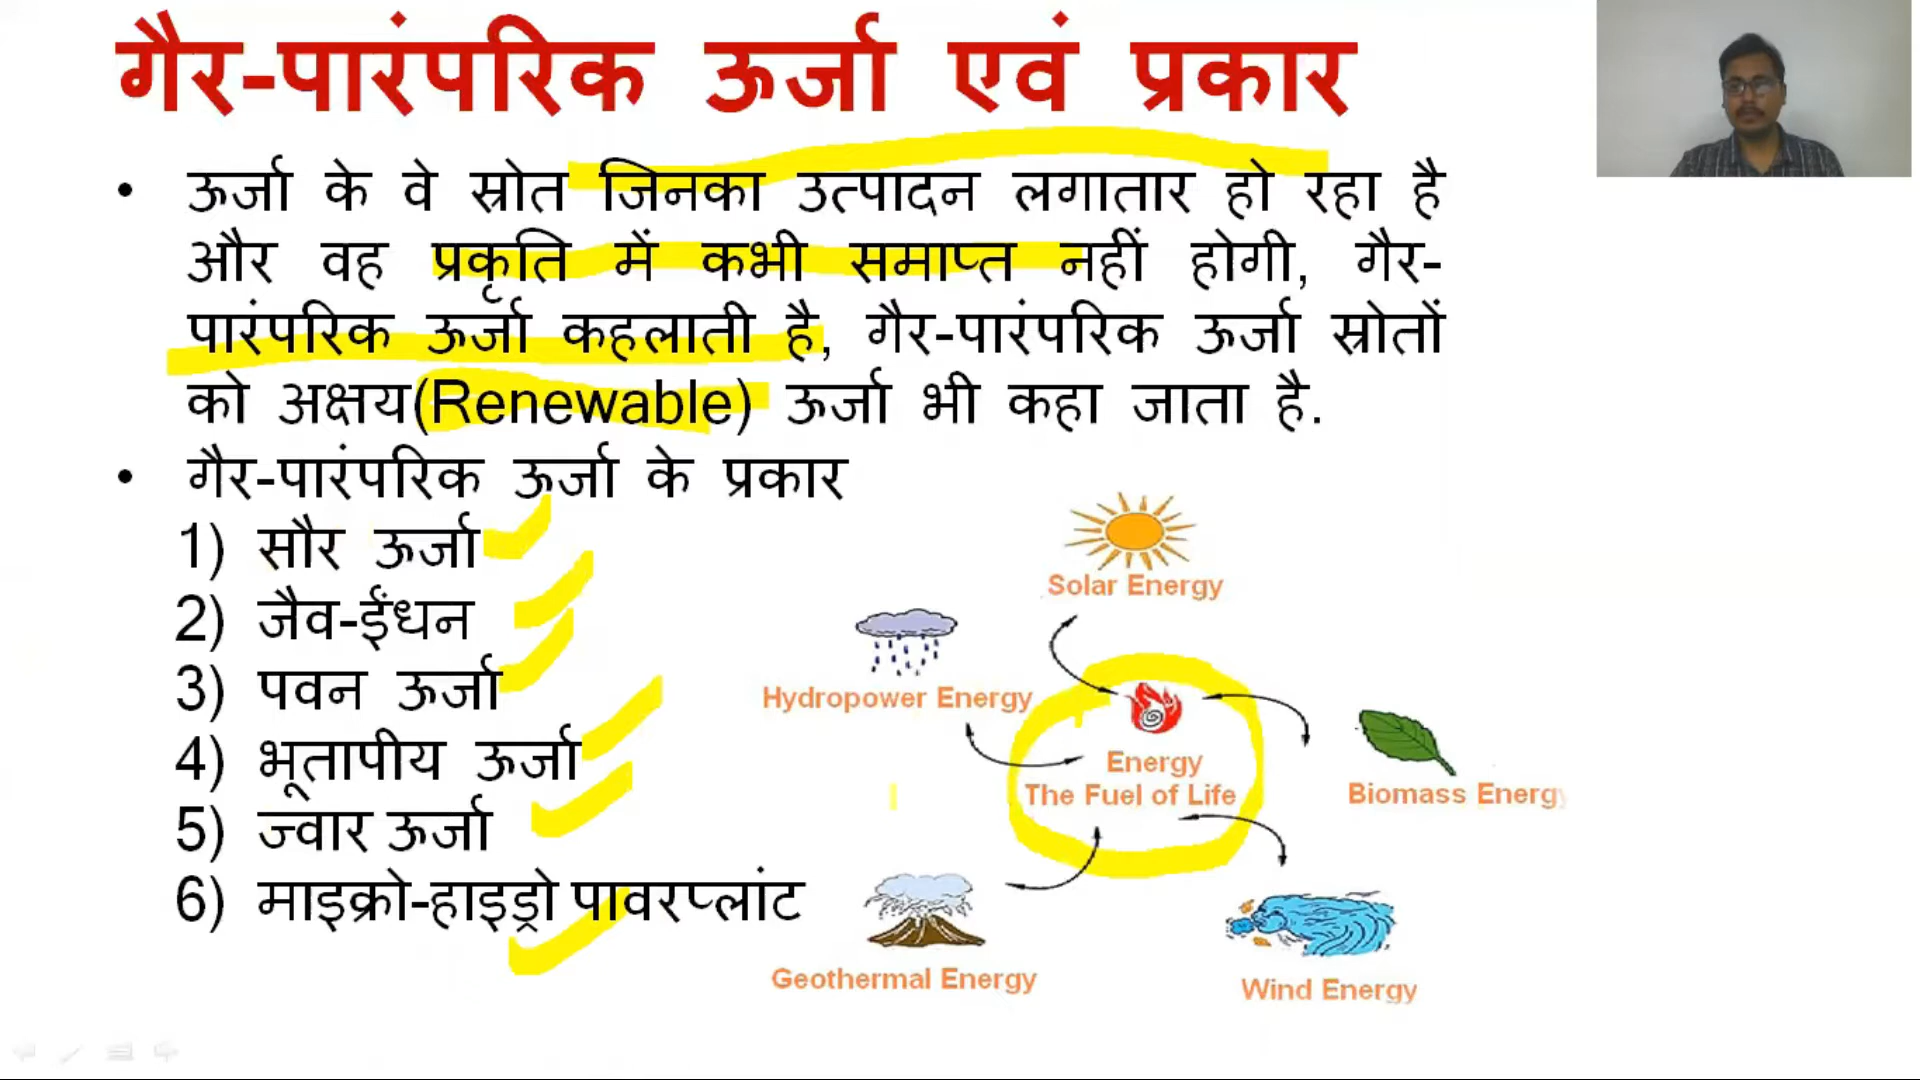 गैर-पारंपरिक ऊर्जा एवं प्रकार
• ऊर्जा के वे स्रोत जिनका उत्पादन लगातार हो रहा है
और वह प्रकृति में कभी समाप्त नहीं होगी, गैर-
पारंपरिक ऊर्जा कहलाती है, गैर-पारंपरिक ऊर्जा स्रोतों
को अक्षय(Renewable) ऊर्जा भी कहा जाता है.
• गैर-पारंपरिक ऊर्जा के प्रकार
1) सौर ऊर्जा
2) जैव-ईंधन
3) पवन ऊर्जा
4) भूतापीय ऊर्जा
5) ज्वार ऊर्जा
6) माइक्रो-हाइड्रो पावरप्लांट
Solar Energy
Hydropower Energy
Energy
The Fuel of Life
Biomass Energy
Geothermal Energy
Wind Energy